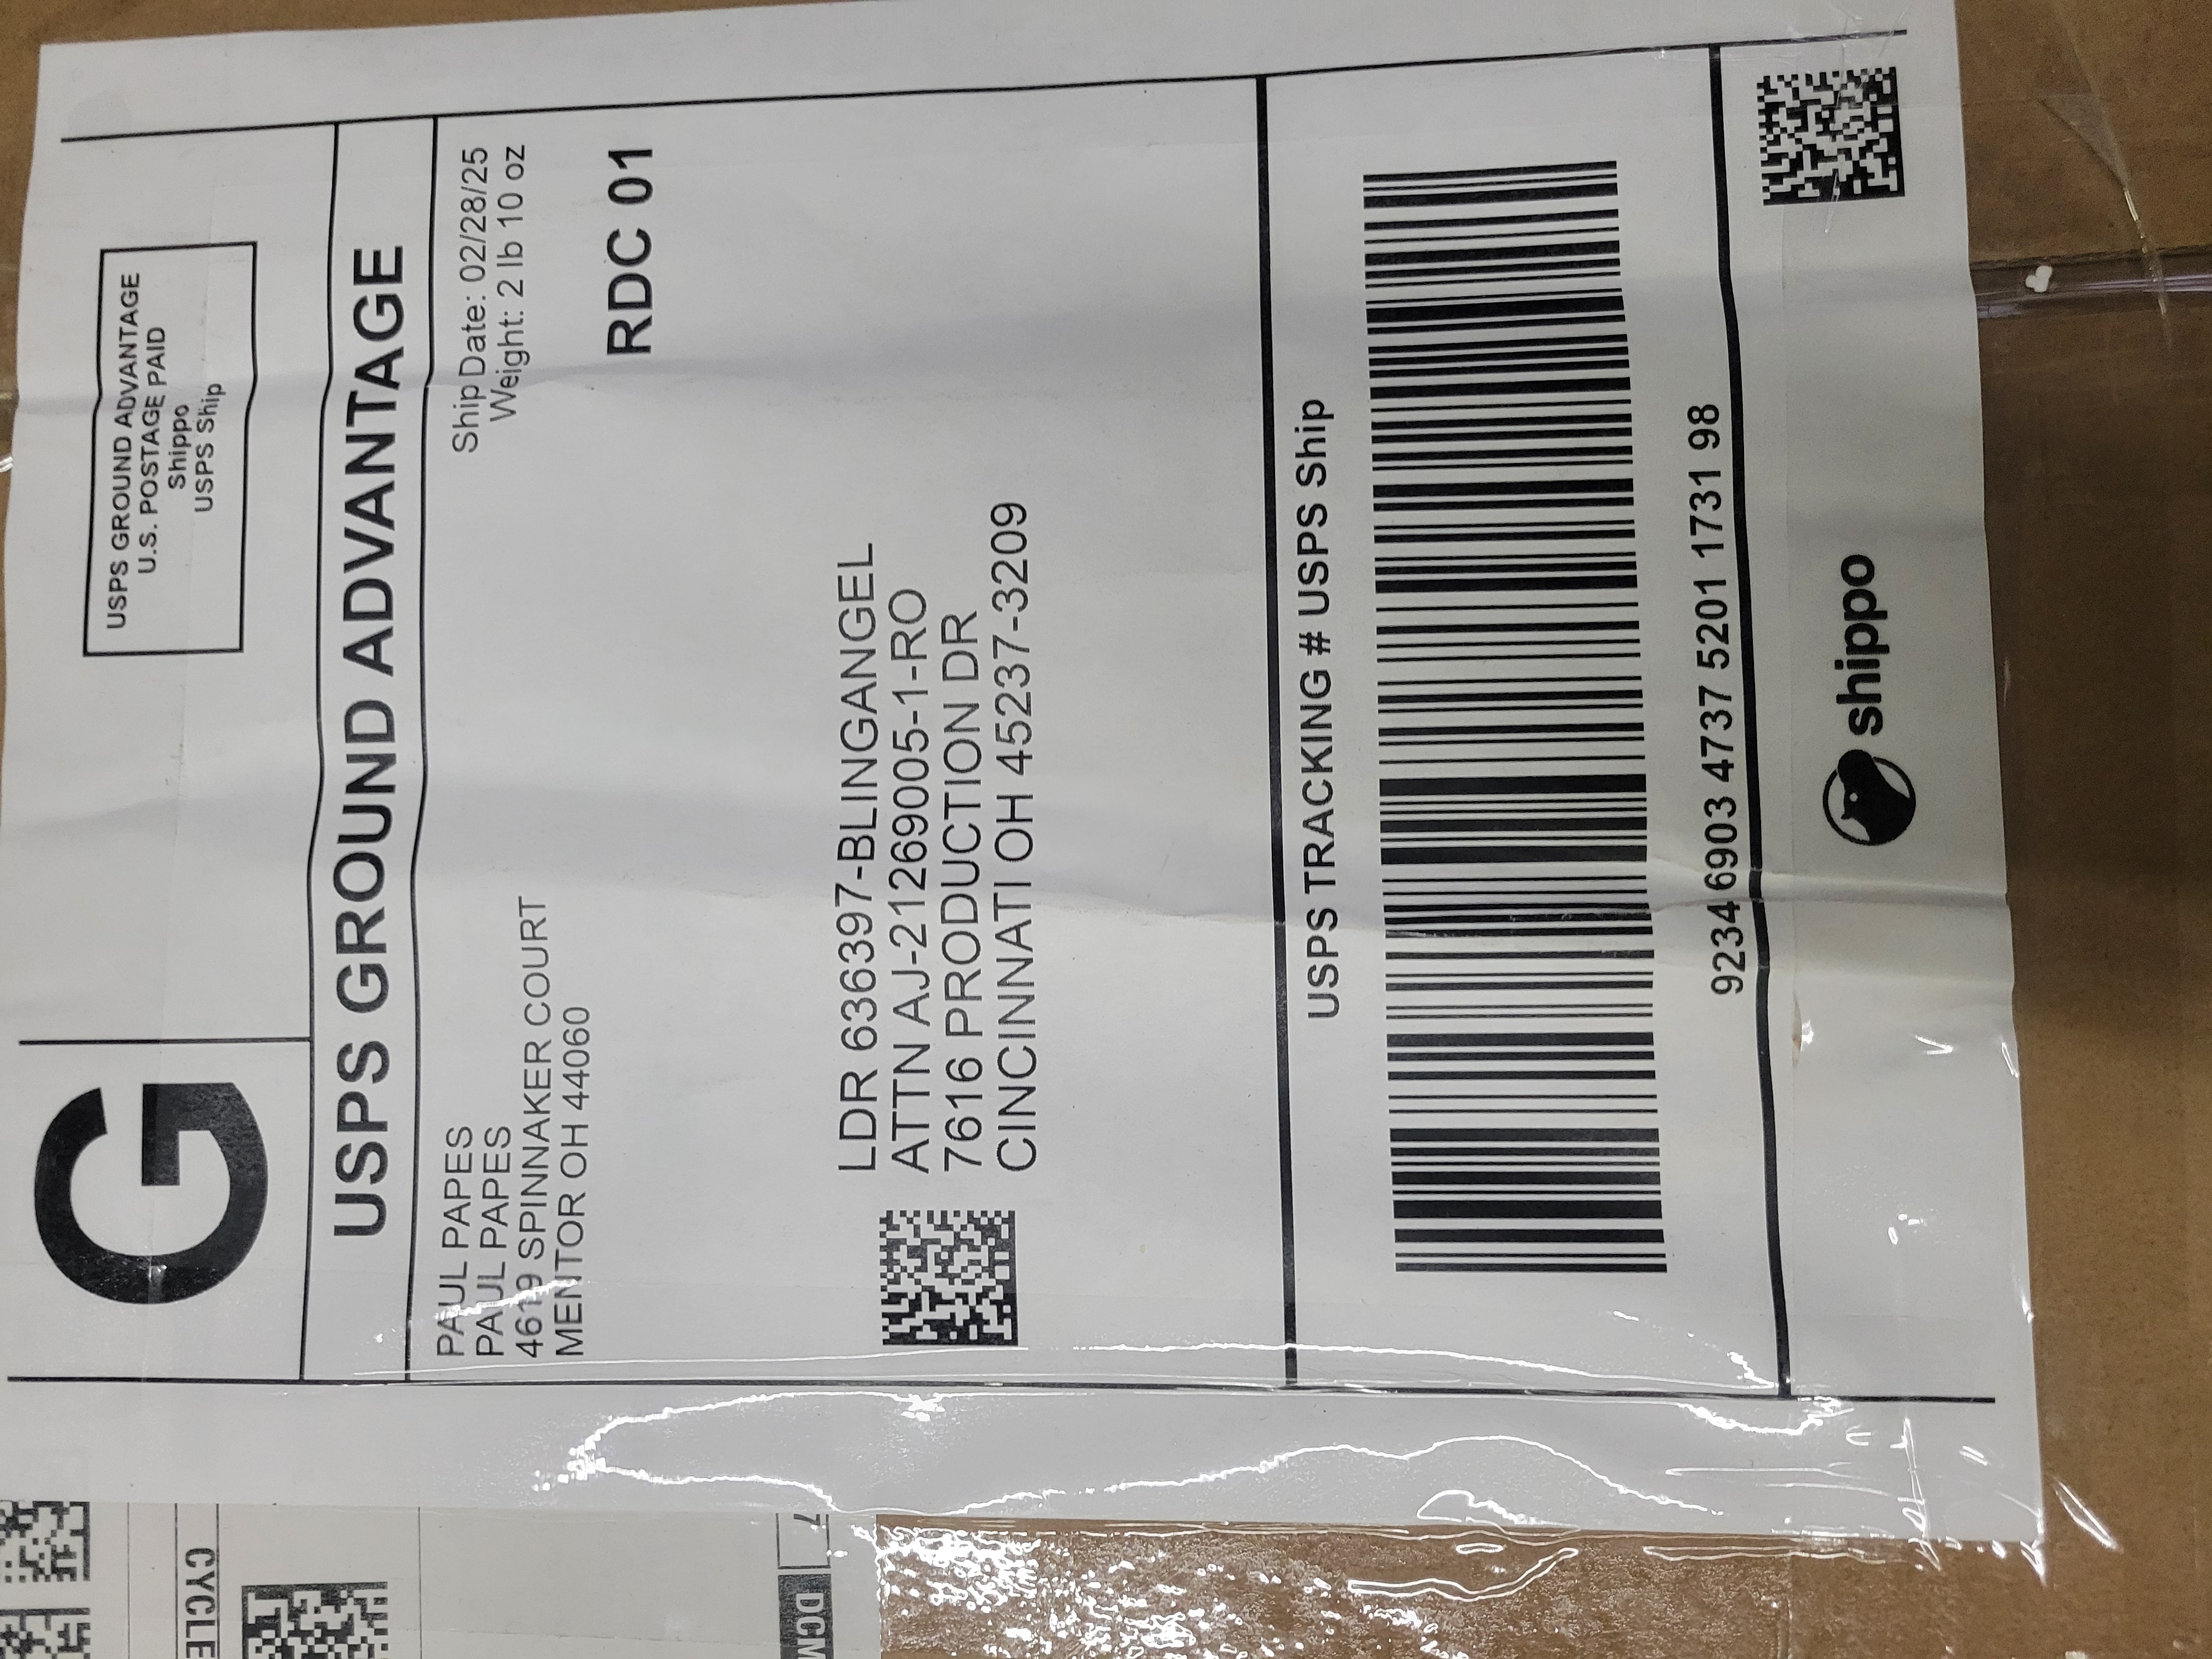 G
USPS GROUND ADVANTAGE
U.S. POSTAGE PAID
Shippo
USPS Ship
USPS GROUND ADVANTAGE
PAUL PAPES
PAUL PAPES
4619 SPINNAKER COURT
MENTOR OH 44060
Ship Date: 02/28/25
Weight: 2 lb 10 oz
RDC 01
LDR 636397-BLINGANGEL
ATTN AJ-21269005-1-RO
7616 PRODUCTION DR
CINCINNATI OH 45237-3209
USPS TRACKING # USPS Ship
9234 6903 4737 5201 1731 98
shippo
CYCLE
7
DCM